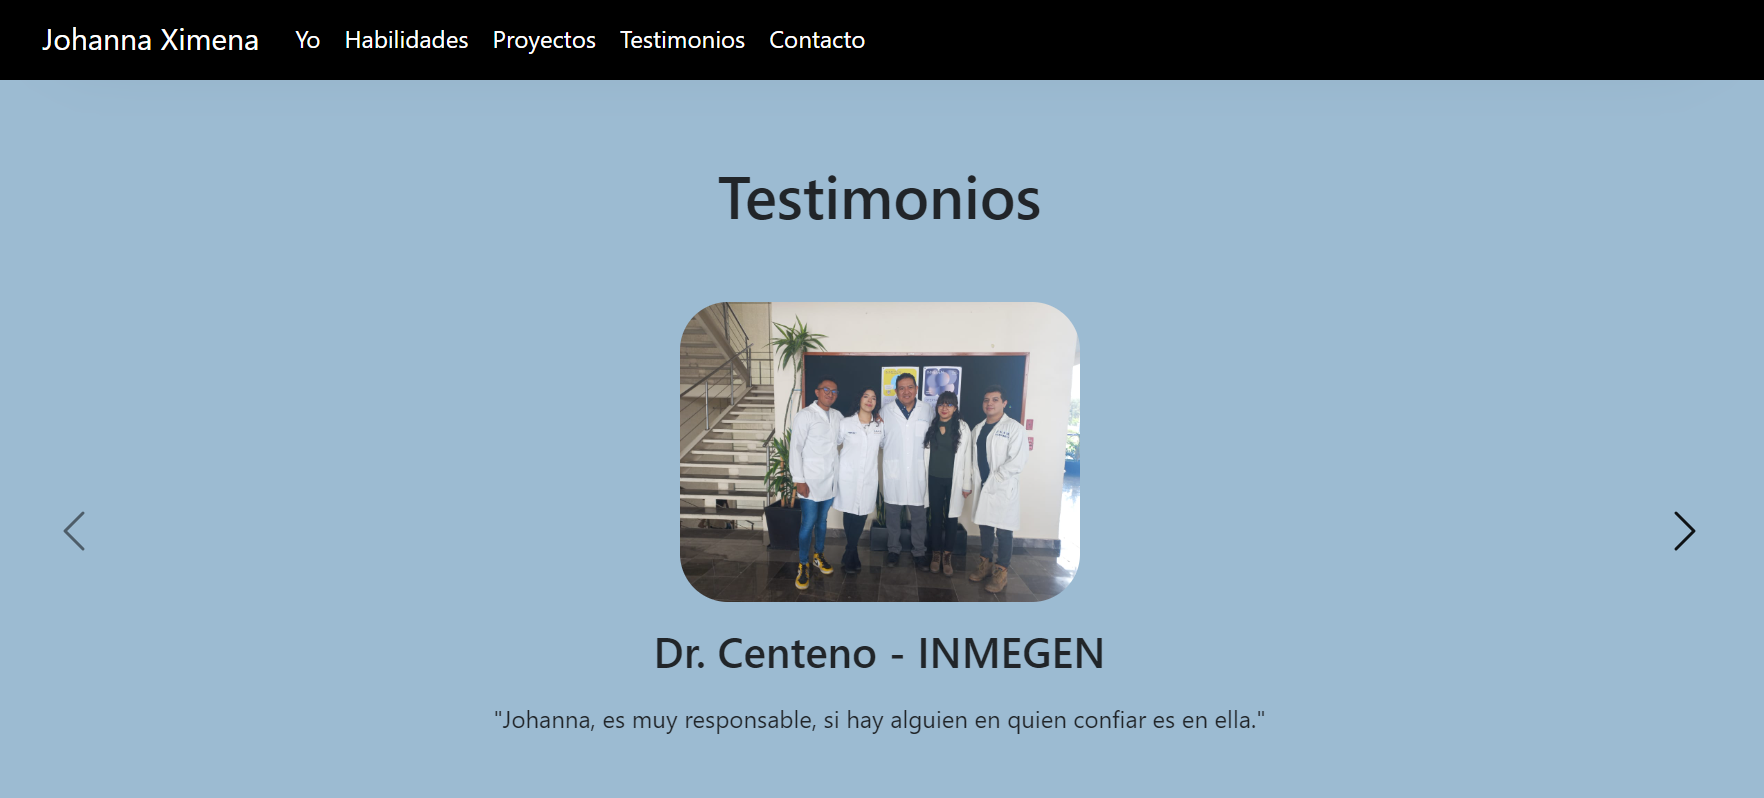 Johanna Ximena Yo Habilidades Proyectos Testimonios Contacto
Testimonios
Dr. Centeno - INMEGEN
"Johanna, es muy responsable, si hay alguien en quien confiar es en ella."